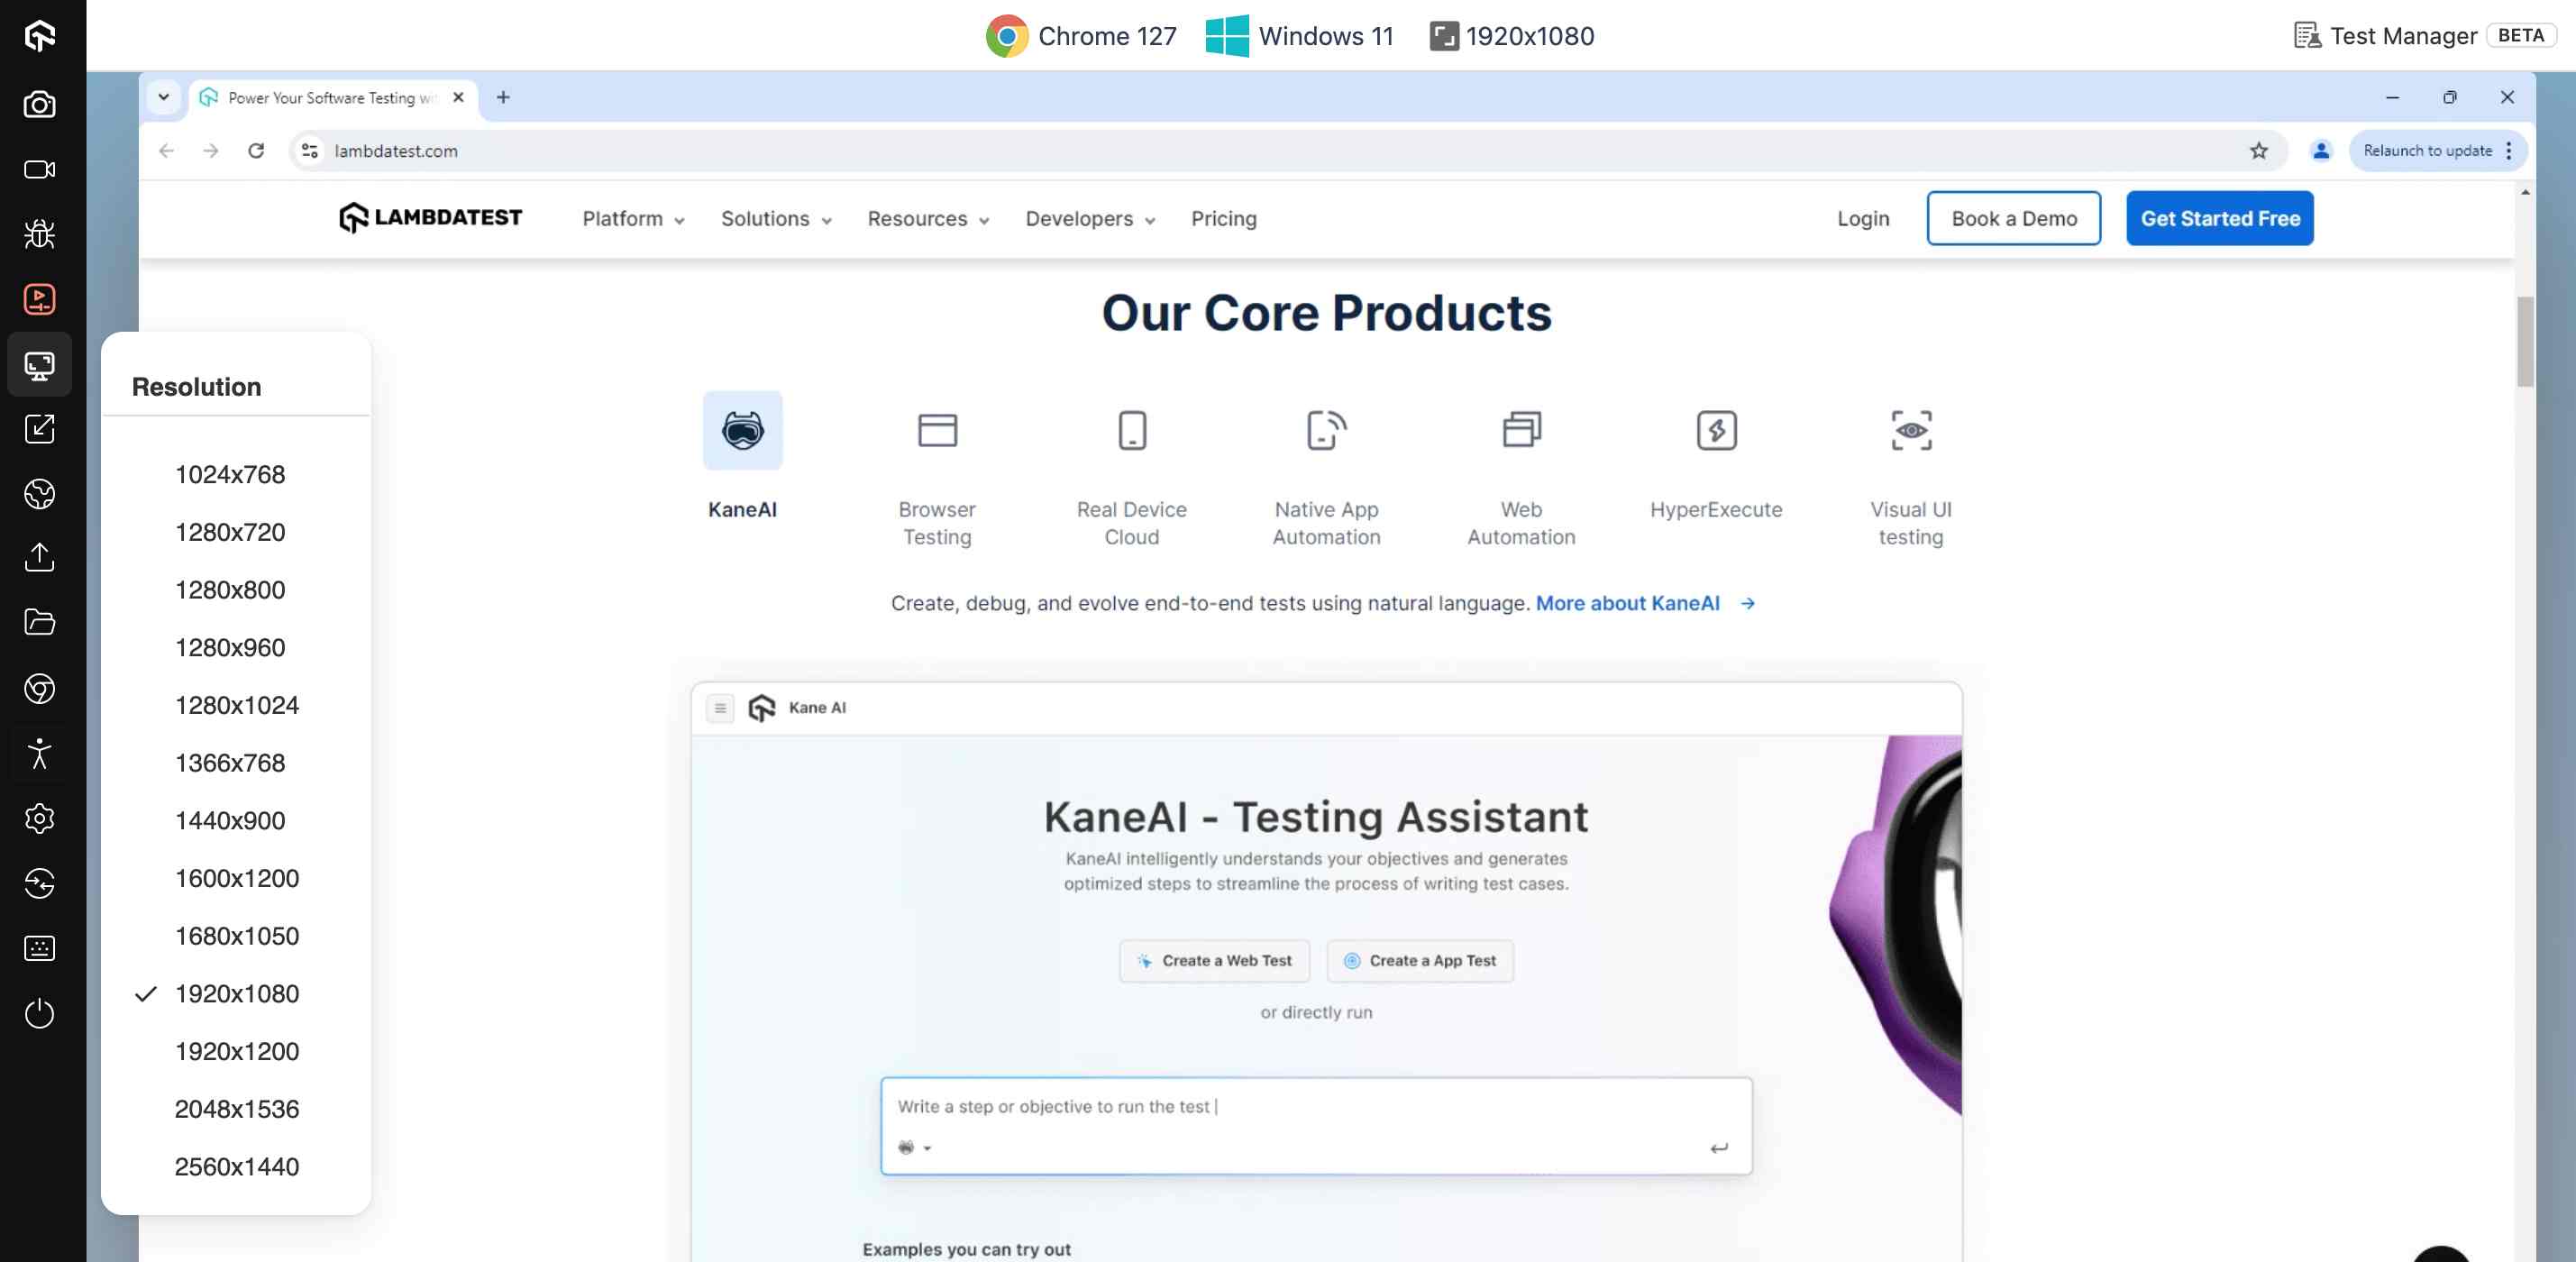 Chrome 127
Windows 11
1920x1080
Test Manager BETA
Power Your Software Testing wi
lambdatest.com
Relaunch to update
LAMBDATEST
Platform
Solutions
Resources
Developers
Pricing
Login
Book a Demo
Get Started Free
Resolution
1024x768
1280x720
1280x800
1280x960
1280x1024
1366x768
1440x900
1600x1200
1680x1050
1920x1080
1920x1200
2048x1536
2560x1440
Our Core Products
KaneAI
Browser
Testing
Real Device
Cloud
Native App
Automation
Web
Automation
HyperExecute
Visual UI
testing
Create, debug, and evolve end-to-end tests using natural language. More about KaneAI
Kane AI
KaneAI - Testing Assistant
KaneAI intelligently understands your objectives and generates
optimized steps to streamline the process of writing test cases.
Create a Web Test
Create a App Test
or directly run
Write a step or objective to run the test
Examples you can try out